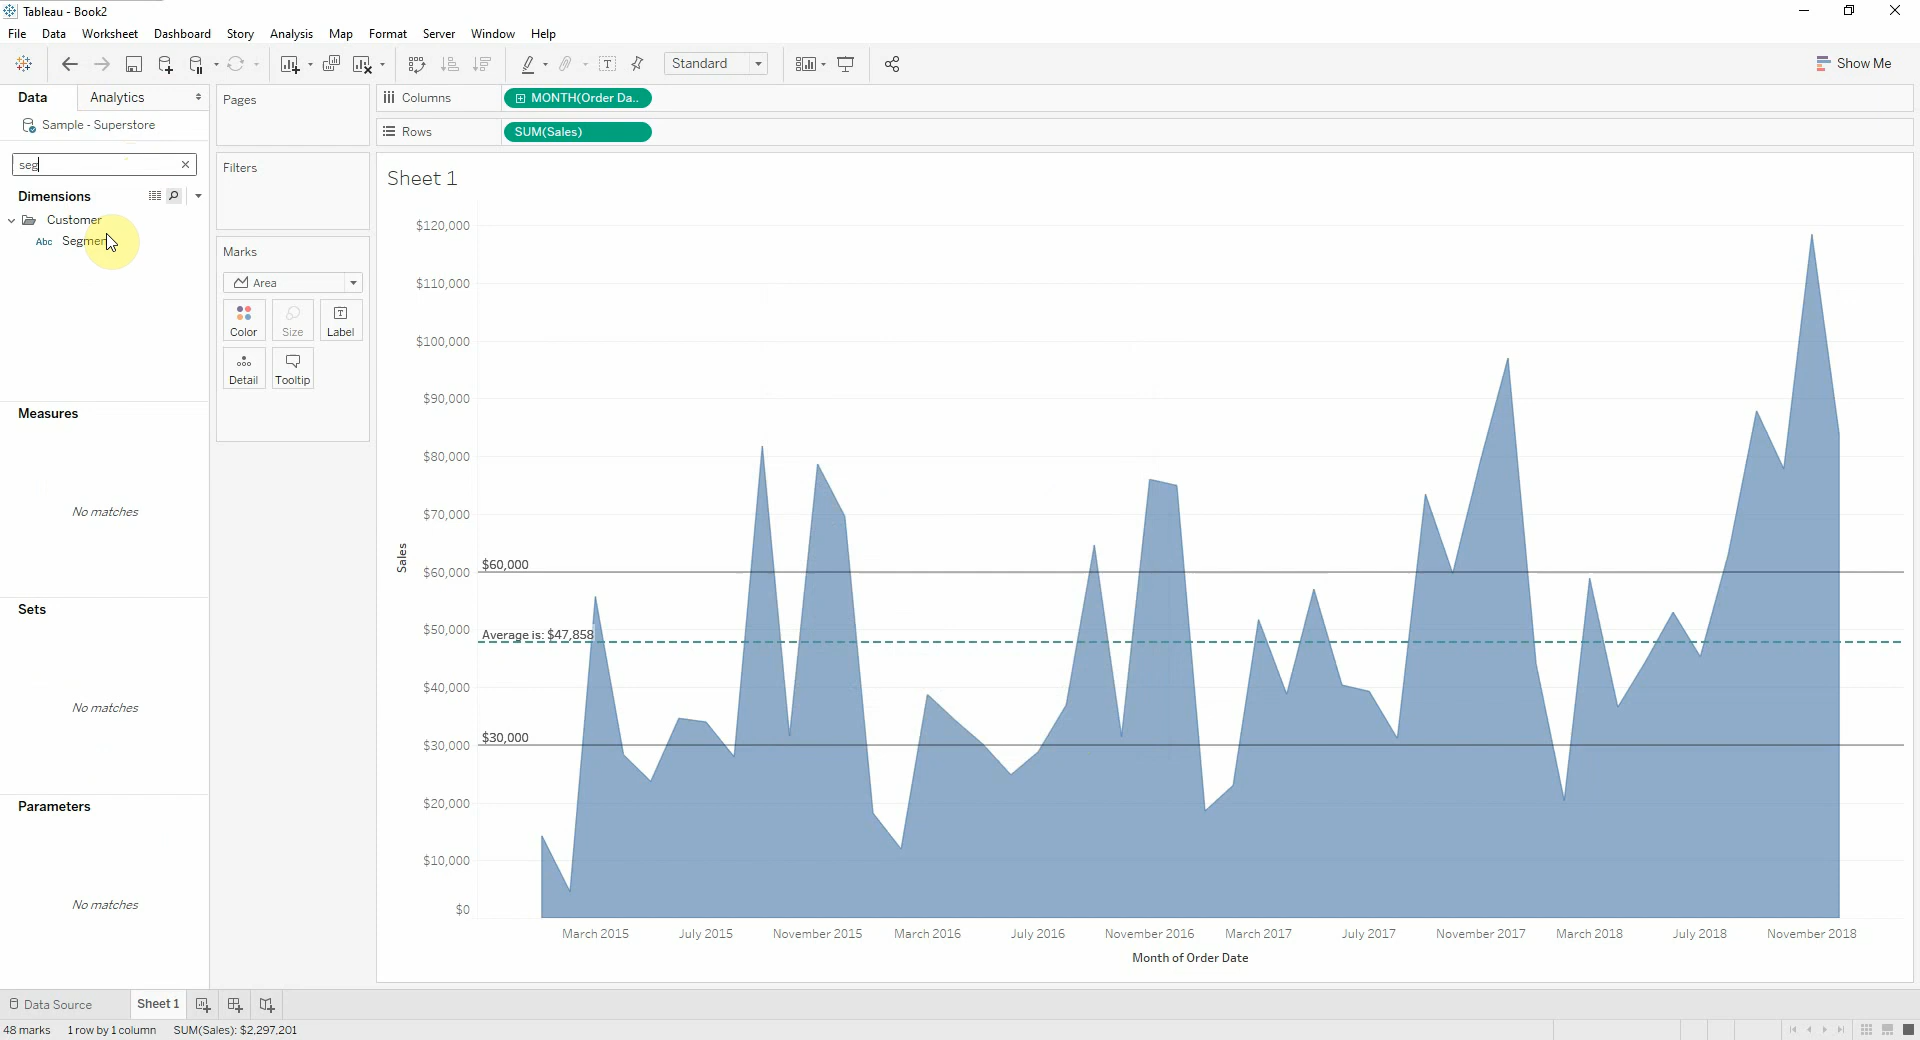 Tableau - Book2
File Data Worksheet Dashboard Story Analysis Map Format Server Window Help
Standard
Show Me
Data Analytics
Sample - Superstore
seg
Dimensions
Customer
Abc
Pages
Filters
Marks
Area
Color Size Label
Detail Tooltip
Measures
No matches
Sets
No matches
Parameters
No matches
Columns MONTH(Order Da..
Rows SUM(Sales)
Sheet 1
$120,000
$110,000
$100,000
$90,000
$80,000
$70,000
$60,000
$50,000
$40,000
$30,000
$20,000
$10,000
$0
Sales
$60,000
Average is: $47,858
$30,000
March 2015 July 2015 November 2015 March 2016 July 2016 November 2016 March 2017 July 2017 November 2017 March 2018 July 2018 November 2018
Month of Order Date
Data Source Sheet 1
48 marks 1 row by 1 column SUM(Sales): $2,297,201